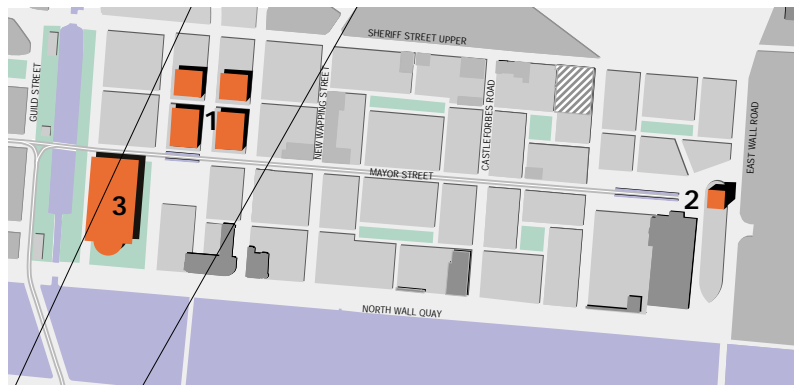 SHERIFF STREET UPPER
GUILD STREET
NEW WAPPING STREET
CASTLEFORBES ROAD
EAST WALL ROAD
1
MAYOR STREET
2
3
NORTH WALL QUAY